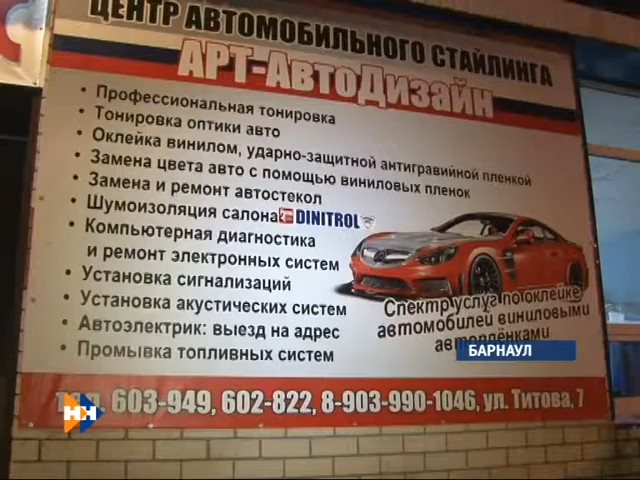 ЦЕНТР АВТОМОБИЛЬНОГО СТАЙЛИНГА
АРТ-АвтоДизайн
• Профессиональная тонировка
• Тонировка оптики авто
• Оклейка винилом, ударно-защитной антигравийной пленкой
• Замена цвета авто с помощью виниловых пленок
• Замена и ремонт автостекол
• Шумоизоляция салона DINITROL
• Компьютерная диагностика
и ремонт электронных систем
• Установка сигнализаций
• Установка акустических систем
• Автоэлектрик: выезд на адрес
• Промывка топливных систем
Спектр услуг по оклейке
автомобилей виниловыми
плёнками
БАРНАУЛ
603-949, 602-822, 8-903-990-1046, ул. Титова, 7
НН